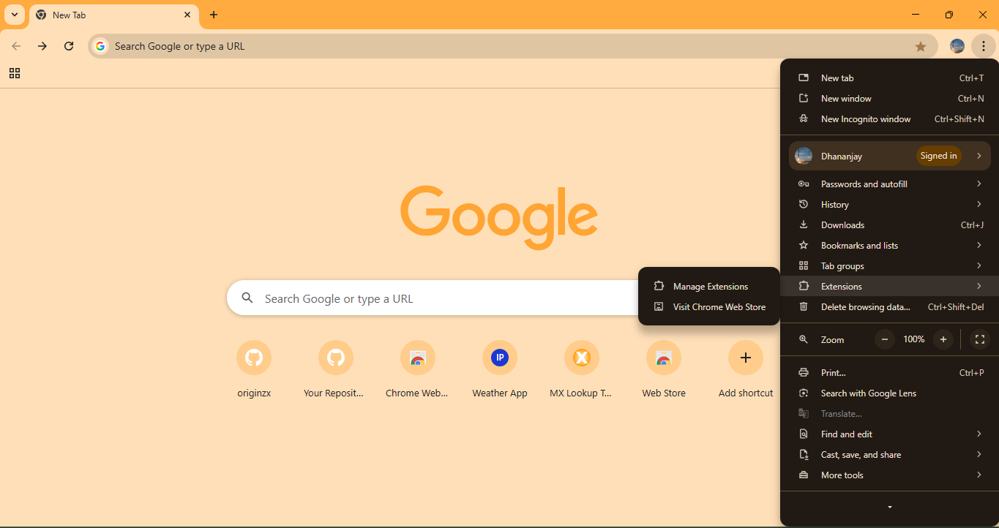 New Tab
Search Google or type a URL
New tab Ctrl+T
New window Ctrl+N
New Incognito window Ctrl+Shift+N
Dhananjay Signed in
Passwords and autofill
History
Downloads Ctrl+J
Bookmarks and lists
Tab groups
Extensions
Delete browsing data... Ctrl+Shift+Del
Zoom − 100% +
Print... Ctrl+P
Search with Google Lens
Translate...
Find and edit
Cast, save, and share
More tools
Manage Extensions
Visit Chrome Web Store
Google
Search Google or type a URL
IP
originzx
Your Reposit...
Chrome Web...
Weather App
MX Lookup T...
Web Store
Add shortcut